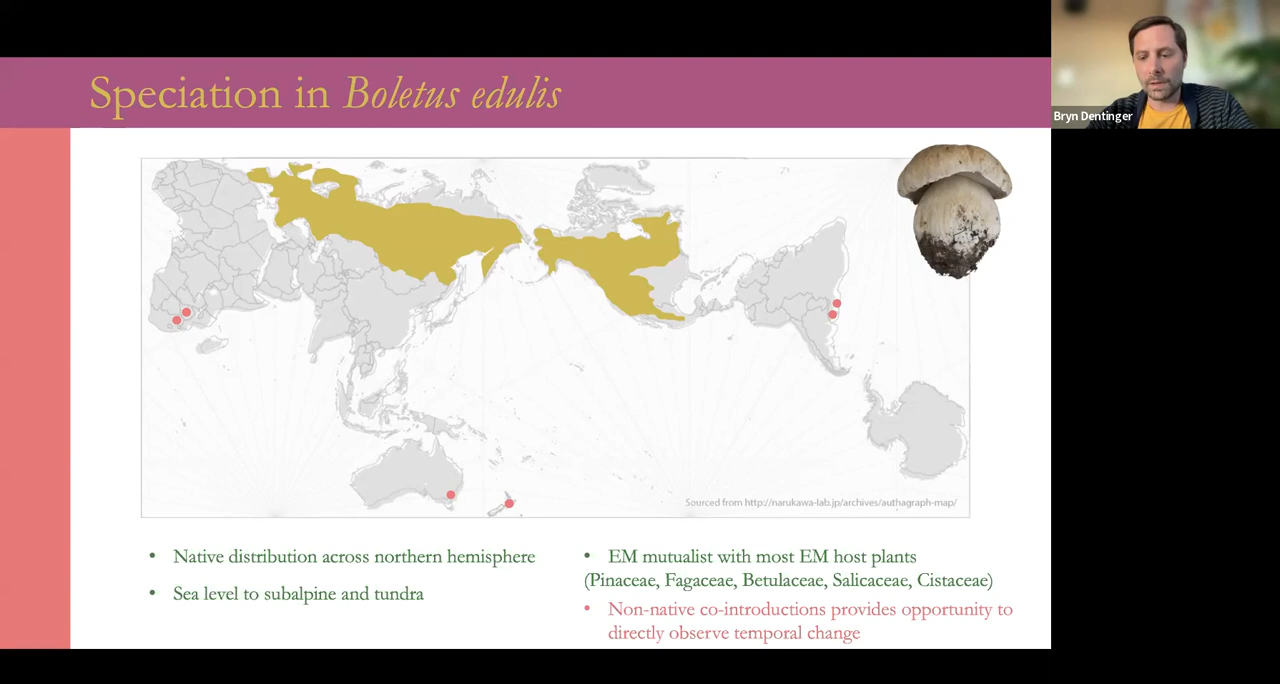 Speciation in Boletus edulis
Bryn Dentinger
Sourced from http://narukawa-lab.jp/archives/authagraph-map/
• Native distribution across northern hemisphere
• Sea level to subalpine and tundra
• EM mutualist with most EM host plants
(Pinaceae, Fagaceae, Betulaceae, Salicaceae, Cistaceae)
• Non-native co-introductions provides opportunity to
directly observe temporal change